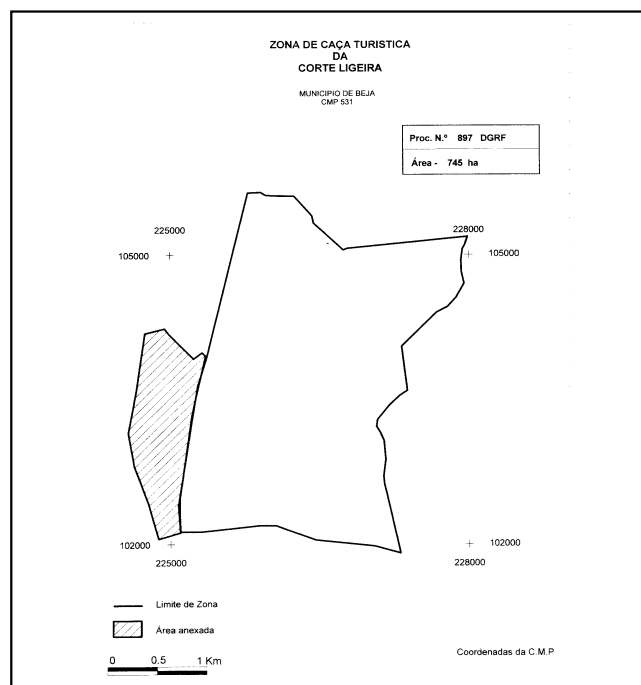 ZONA DE CAÇA TURISTICA
DA
CORTE LIGEIRA
MUNICIPIO DE BEJA
CMP 531
Proc. N.º 897 DGRF
Área - 745 ha
225000
228000
105000
105000
102000
102000
225000
228000
Limite de Zona
Área anexada
0 0.5 1 Km
Coordenadas da C.M.P